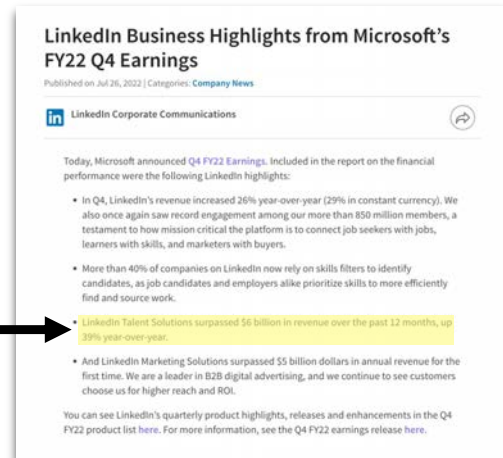 LinkedIn Business Highlights from Microsoft's
FY22 Q4 Earnings
Published on Jul 26, 2022 | Categories: Company News
in LinkedIn Corporate Communications
Today, Microsoft announced Q4 FY22 Earnings. Included in the report on the financial
performance were the following LinkedIn highlights:
• In Q4, LinkedIn's revenue increased 26% year-over-year (29% in constant currency). We
also once again saw record engagement among our more than 850 million members, a
testament to how mission critical the platform is to connect job seekers with jobs,
learners with skills, and marketers with buyers.
• More than 40% of companies on LinkedIn now rely on skills filters to identify
candidates, as job candidates and employers alike prioritize skills to more efficiently
find and source work.
• LinkedIn Talent Solutions surpassed $6 billion in revenue over the past 12 months, up
39% year-over-year.
• And LinkedIn Marketing Solutions surpassed $5 billion dollars in annual revenue for the
first time. We are a leader in B2B digital advertising, and we continue to see customers
choose us for higher reach and ROI.
You can see LinkedIn's quarterly product highlights, releases and enhancements in the Q4
FY22 product list here. For more information, see the Q4 FY22 earnings release here.